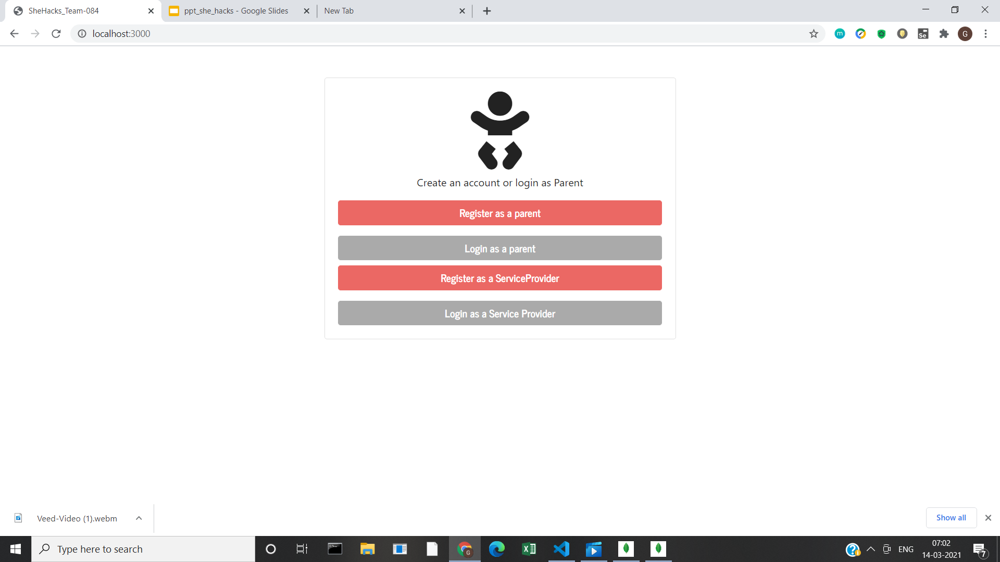 SheHacks_Team-084
ppt_she_hacks - Google Slides
New Tab
localhost:3000
m
Se
G
Create an account or login as Parent
Register as a parent
Login as a parent
Register as a ServiceProvider
Login as a Service Provider
Veed-Video (1).webm
Show all
Type here to search
G
ENG
07:02
14-03-2021
7